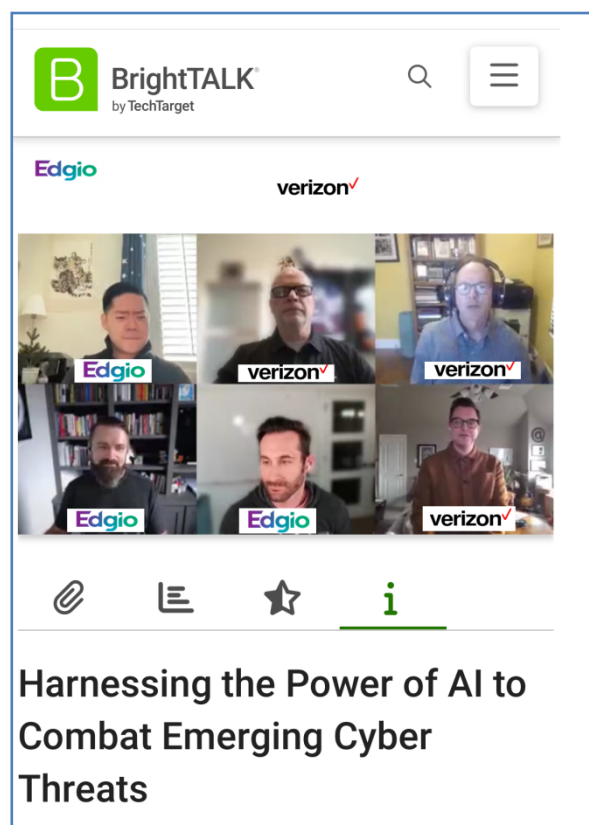 BrightTALK®
by TechTarget
Edgio
verizon✓
Edgio
verizon✓
verizon✓
Edgio
Edgio
verizon✓
Harnessing the Power of AI to
Combat Emerging Cyber
Threats